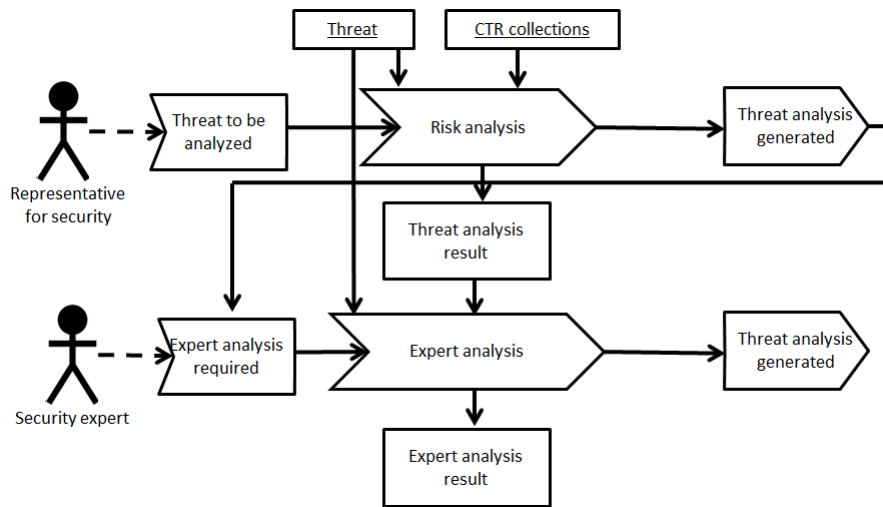 Threat
CTR collections
Threat to be
analyzed
Risk analysis
Threat analysis
generated
Representative
for security
Threat analysis
result
Expert analysis
required
Expert analysis
Threat analysis
generated
Security expert
Expert analysis
result